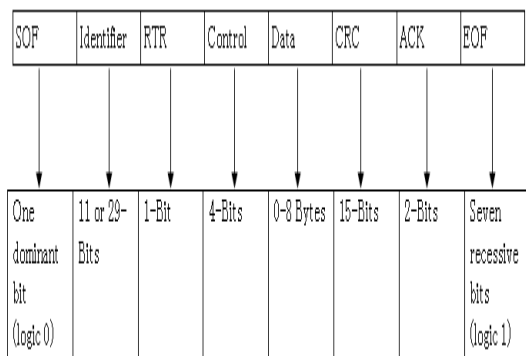 SOF Identifier RTR Control Data CRC ACK EOF
One 11 or 29- 1-Bit 4-Bits 0-8 Bytes 15-Bits 2-Bits Seven
dominant Bits recessive
bit bits
(logic 0) (logic 1)